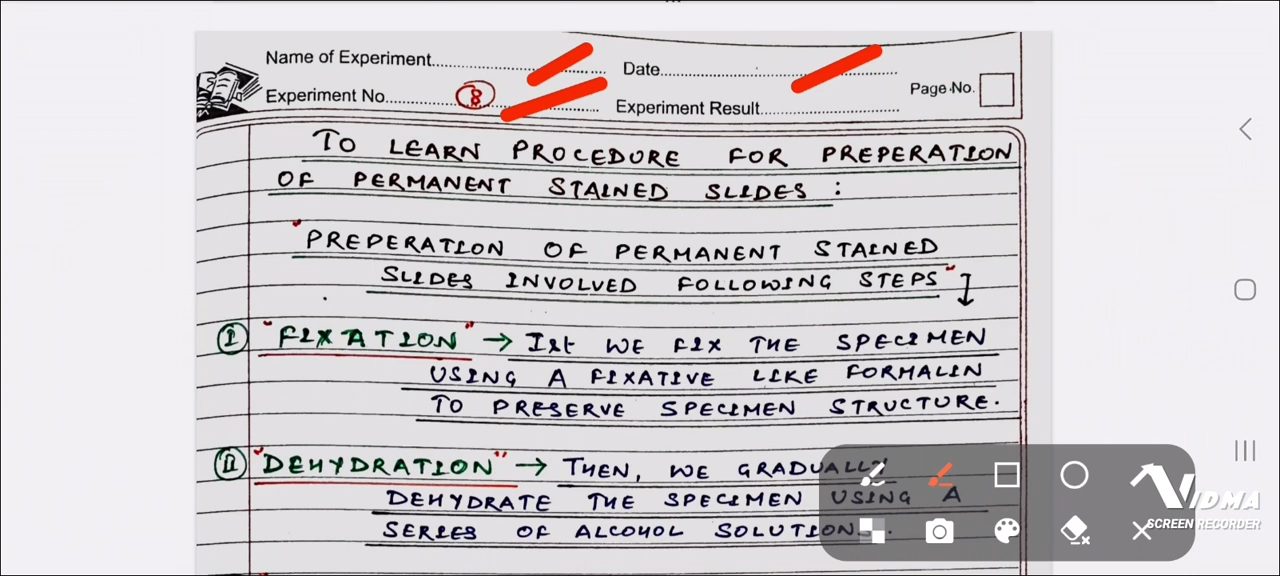 Name of Experiment
Date
Experiment No. 8
Experiment Result
Page No.
TO LEARN PROCEDURE FOR PREPERATION
OF PERMANENT STAINED SLIDES :
"PREPERATION OF PERMANENT STAINED
SLIDES INVOLVED FOLLOWING STEPS"
I "FIXATION" → Ist WE FIX THE SPECIMEN
USING A FIXATIVE LIKE FORMALIN
TO PRESERVE SPECIMEN STRUCTURE.
II "DEHYDRATION" → THEN, WE GRADUALLY
DEHYDRATE THE SPECIMEN USING A
SERIES OF ALCOHOL SOLUTION.
VIDMA
SCREEN RECORDER